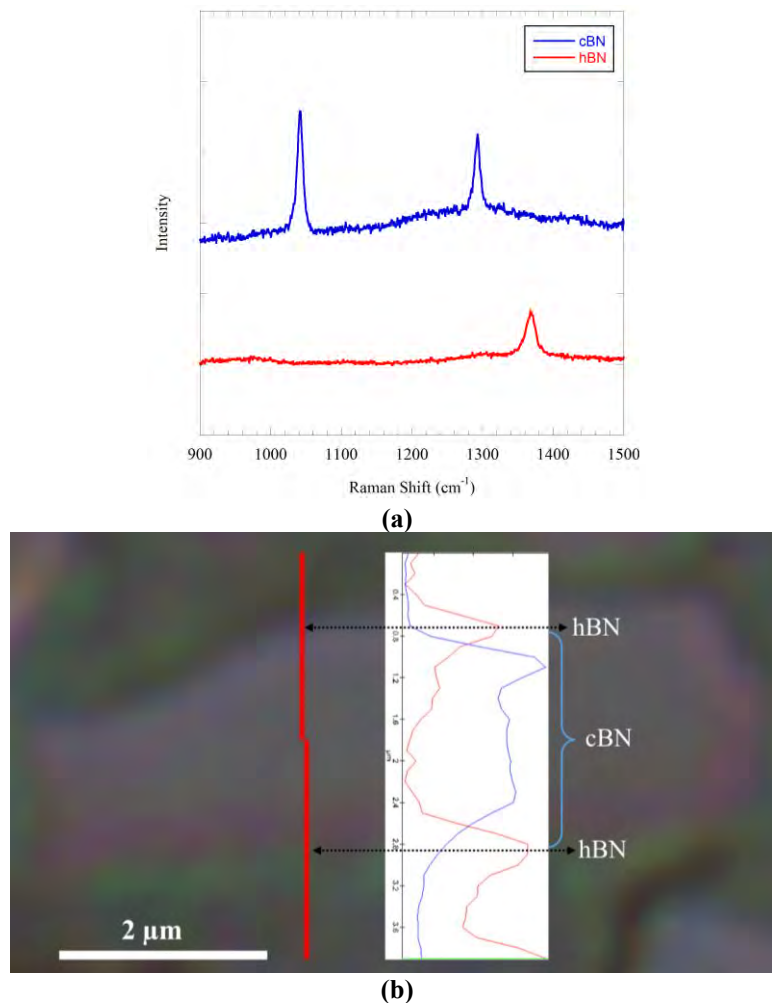 cBN
hBN
Intensity
900 1000 1100 1200 1300 1400 1500
Raman Shift (cm-1)
(a)
0.4
0.8
1.2
1.6
2
μm
2.4
2.8
3.2
3.6
hBN
cBN
hBN
2 μm
(b)